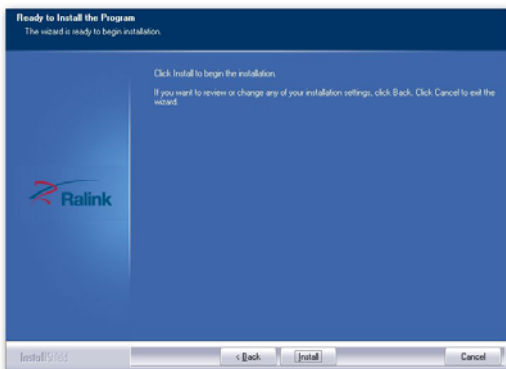 Ready to Install the Program
The wizard is ready to begin installation.
Click Install to begin the installation.
If you want to review or change any of your installation settings, click Back. Click Cancel to exit the
wizard.
Ralink
InstallShield
< Back
Install
Cancel